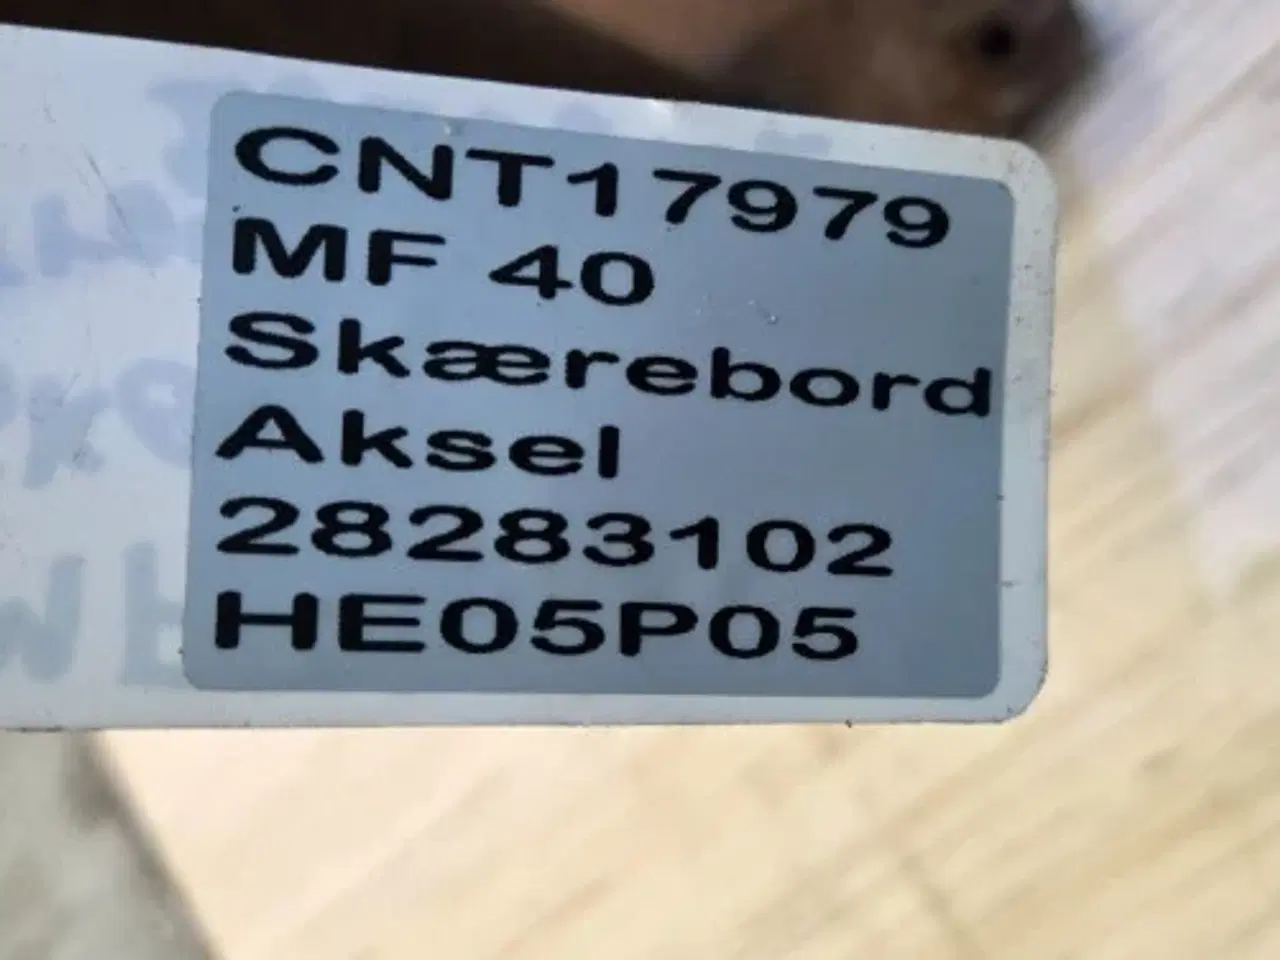 CNT17979
MF 40
Skærebord
Aksel
28283102
HE05P05